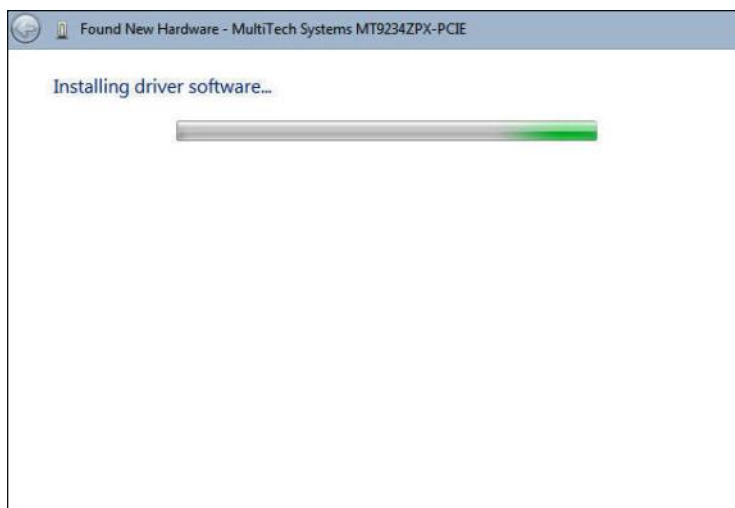 Found New Hardware - MultiTech Systems MT9234ZPX-PCIE
Installing driver software...